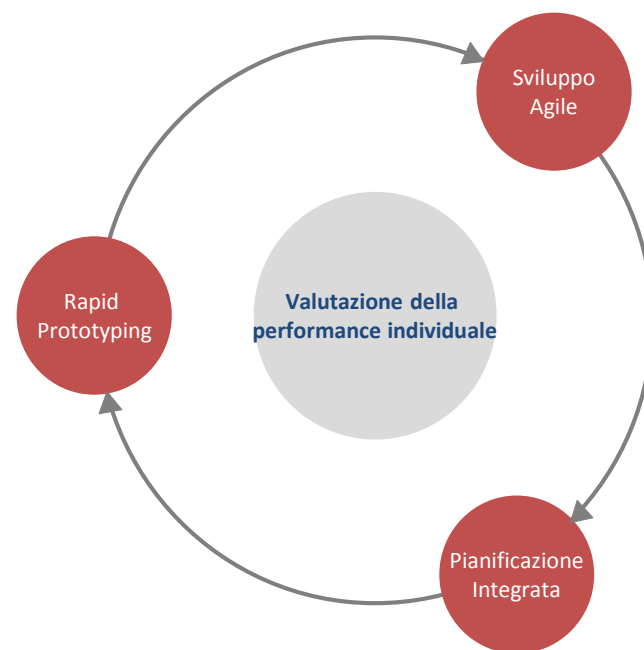 Sviluppo
Agile
Rapid
Prototyping
Valutazione della
performance individuale
Pianificazione
Integrata